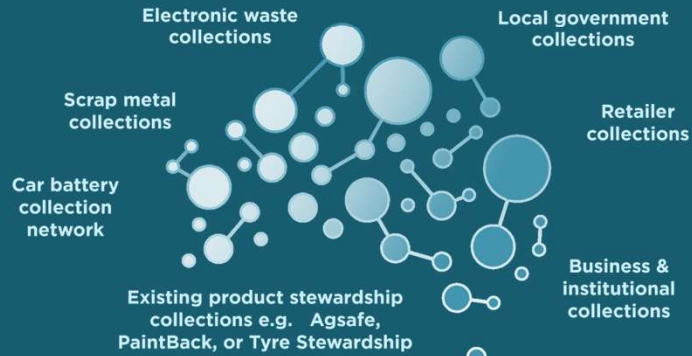 Electronic waste
collections
Local government
collections
Scrap metal
collections
Retailer
collections
Car battery
collection
network
Business &
institutional
collections
Existing product stewardship
collections e.g. Agsafe,
PaintBack, or Tyre Stewardship